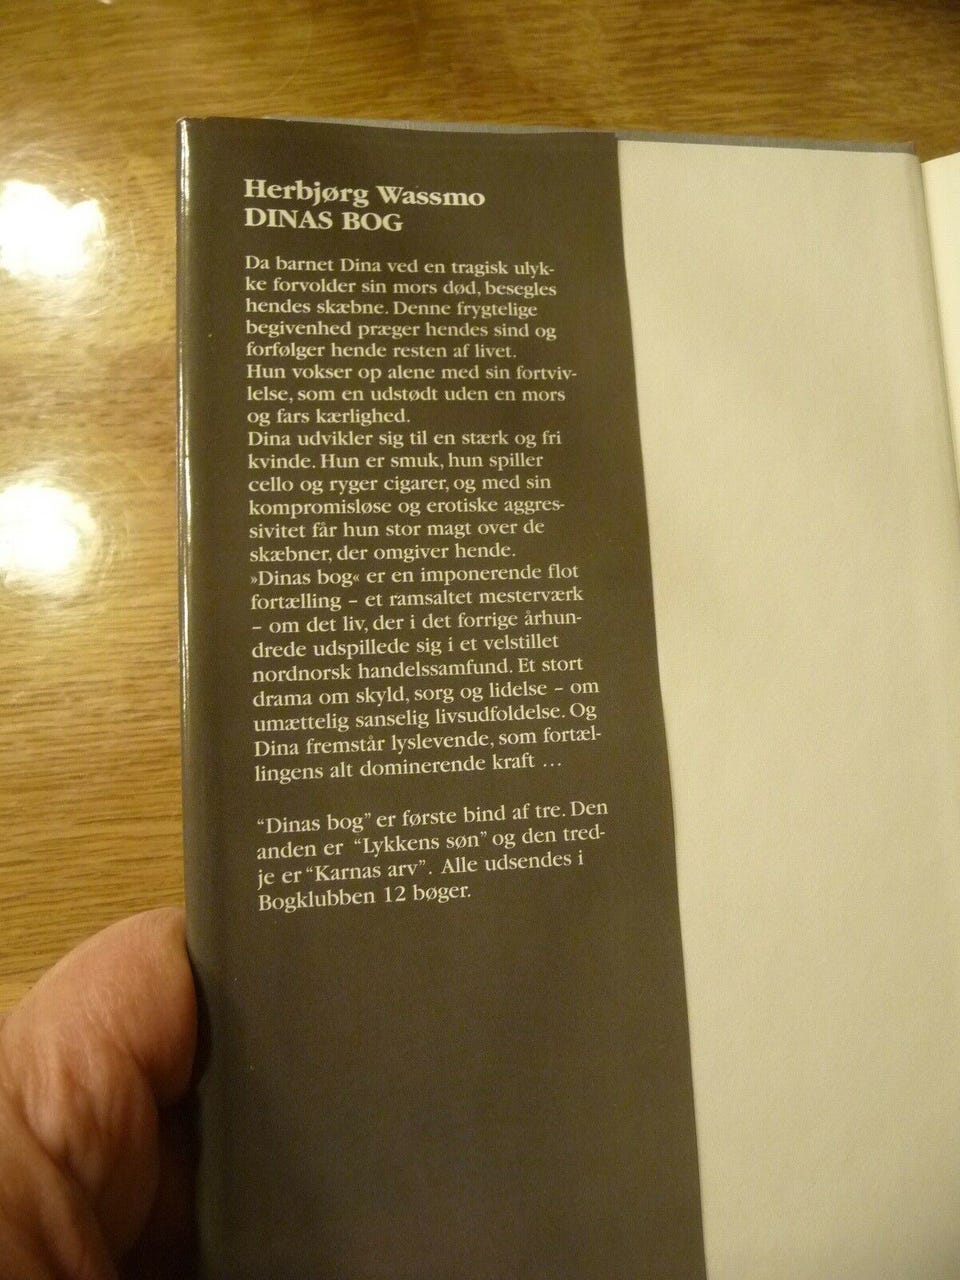 Herbjørg Wassmo
DINAS BOG
Da barnet Dina ved en tragisk ulyk-
ke forvolder sin mors død, besegles
hendes skæbne. Denne frygtelige
begivenhed præger hendes sind og
forfølger hende resten af livet.
Hun vokser op alene med sin fortviv-
lelse, som en udstødt uden en mors
og fars kærlighed.
Dina udvikler sig til en stærk og fri
kvinde. Hun er smuk, hun spiller
cello og ryger cigarer, og med sin
kompromisløse og erotiske aggres-
sivitet får hun stor magt over de
skæbner, der omgiver hende.
»Dinas bog« er en imponerende flot
fortælling – et ramsaltet mesterværk
– om det liv, der i det forrige århun-
drede udspillede sig i et velstillet
nordnorsk handelssamfund. Et stort
drama om skyld, sorg og lidelse – om
umættelig sanselig livsudfoldelse. Og
Dina fremstår lyslevende, som fortæl-
lingens alt dominerende kraft ...
“Dinas bog” er første bind af tre. Den
anden er “Lykkens søn” og den tred-
je er “Karnas arv”. Alle udsendes i
Bogklubben 12 bøger.